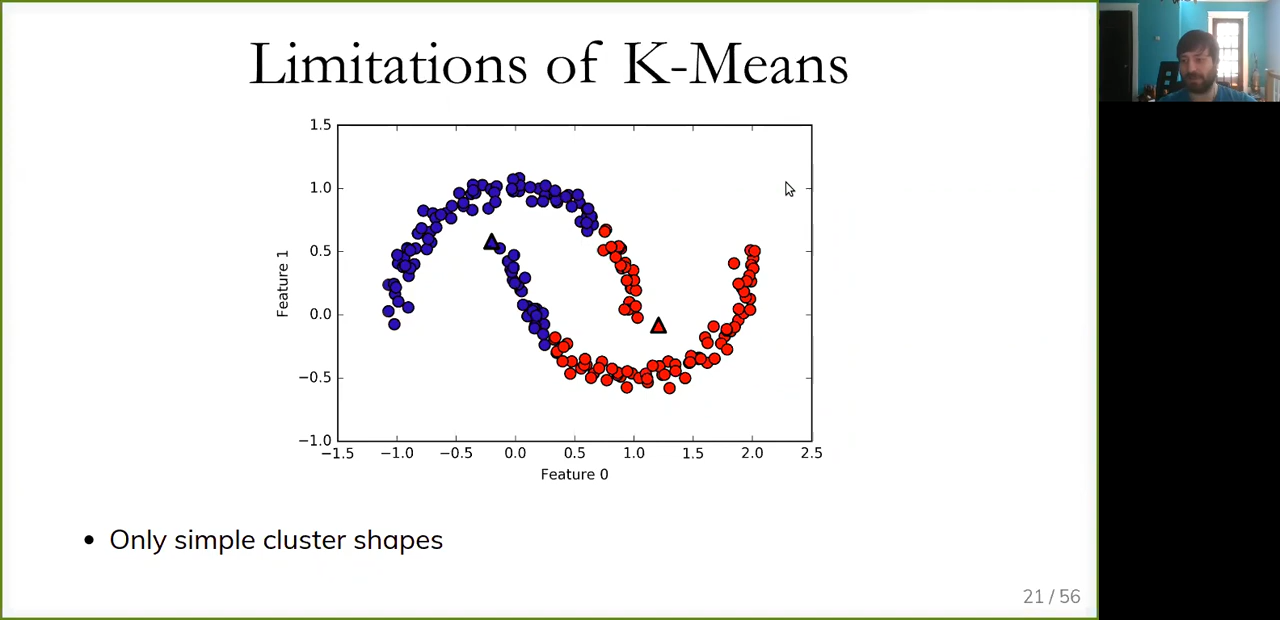 Limitations of K-Means
1.5
1.0
0.5
0.0
−0.5
−1.0
Feature 1
−1.5 −1.0 −0.5 0.0 0.5 1.0 1.5 2.0 2.5
Feature 0
• Only simple cluster shapes
21 / 56